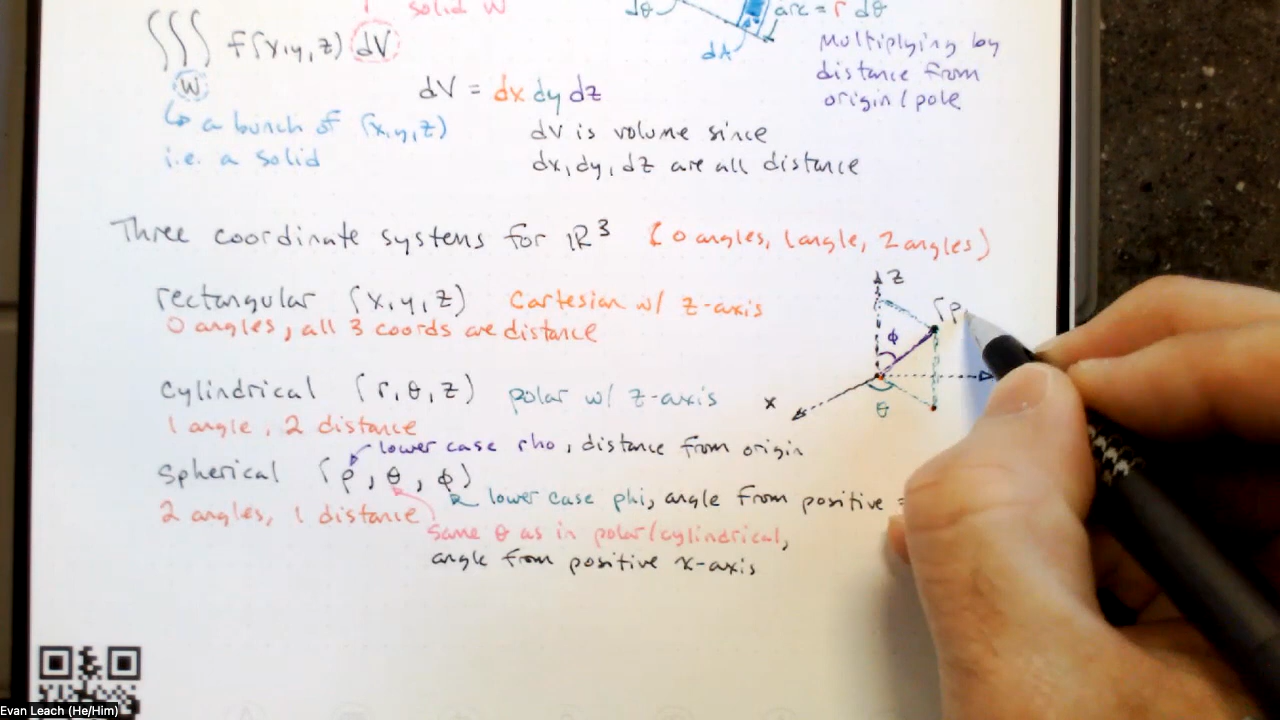 solid W
dθ
arc = r dθ
∭ f(x,y,z) dV
W
dA
Multiplying by
distance from
origin / pole
dV = dx dy dz
↳ a bunch of (x,y,z)
i.e. a solid
dV is volume since
dx, dy, dz are all distance
Three coordinate systems for ℝ³ (0 angles, 1 angle, 2 angles)
rectangular (x,y,z) Cartesian w/ z-axis
0 angles, all 3 coords are distance
z
(ρ,
ϕ
x
θ
cylindrical (r,θ,z) polar w/ z-axis
1 angle, 2 distance
lower case rho, distance from origin
spherical (ρ,θ,ϕ)
lower case phi, angle from positive
2 angles, 1 distance
same θ as in polar/cylindrical,
angle from positive x-axis
Evan Leach (He/Him)